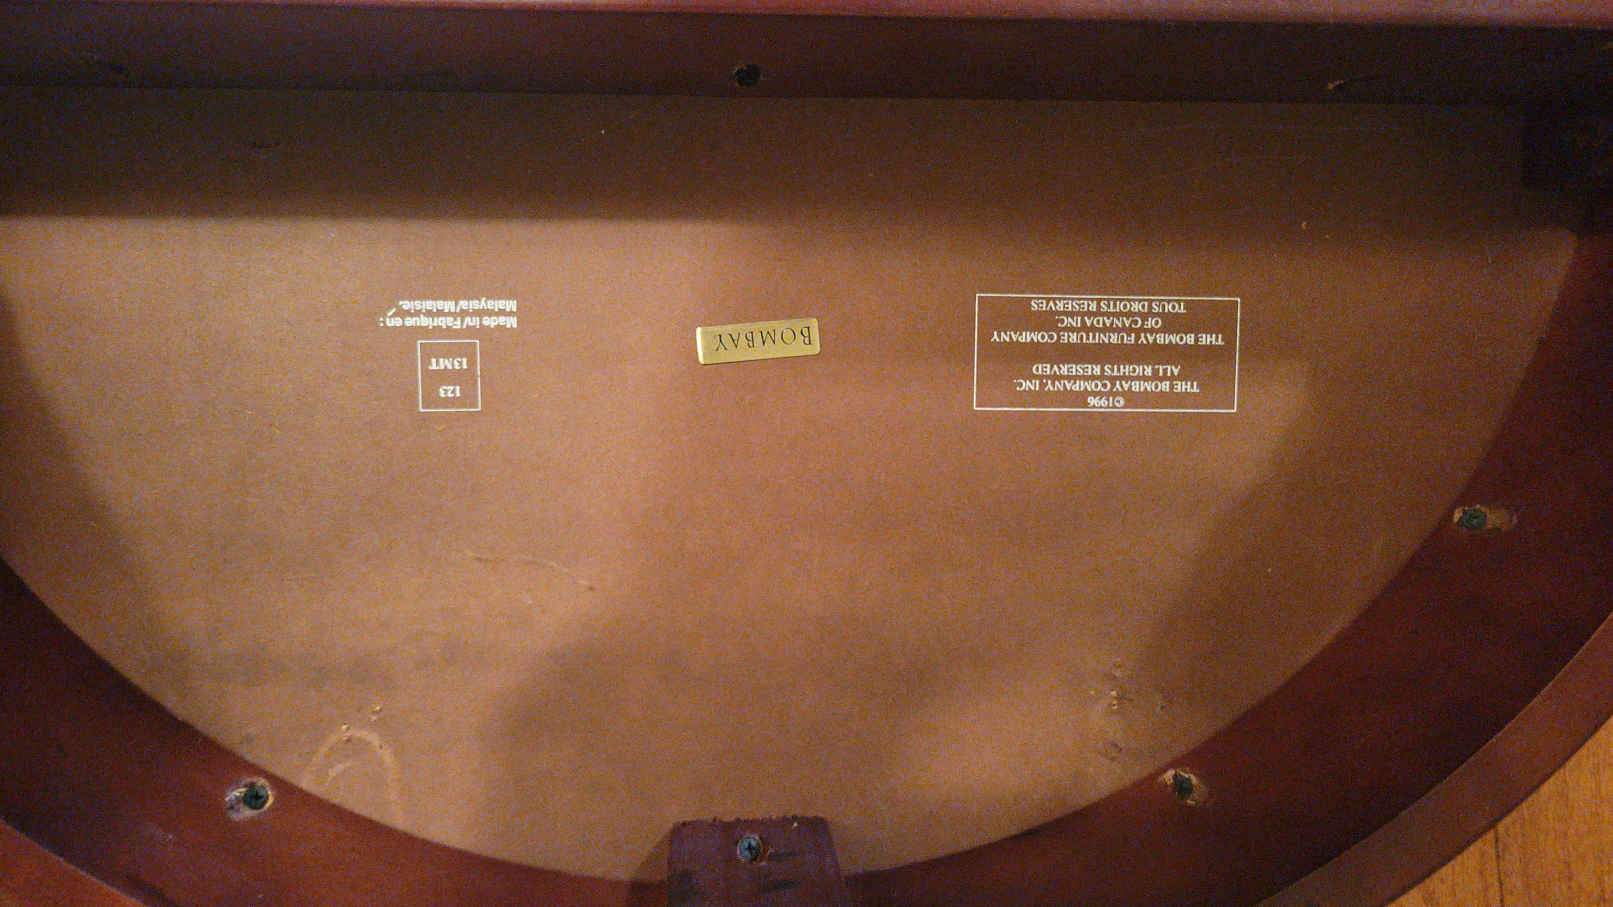 ©1996
THE BOMBAY COMPANY, INC.
ALL RIGHTS RESERVED
THE BOMBAY FURNITURE COMPANY
OF CANADA INC.
TOUS DROITS RESERVES
BOMBAY
123
13MT
Made in/ Fabrique en :
Malaysia/Malaisie.